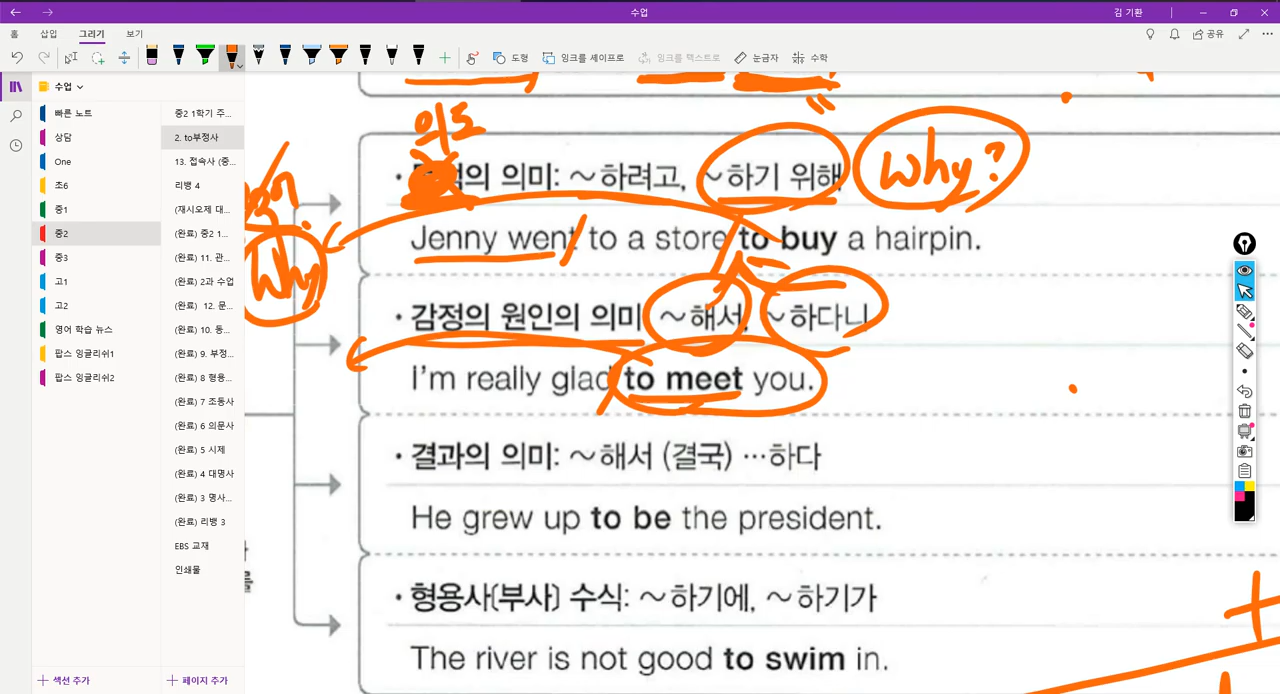 수업
김 기환
홈 삽입 그리기 보기
공유
도형 잉크를 셰이프로 잉크를 텍스트로 눈금자 수학
수업
빠른 노트
상담
One
초6
중1
중2
중3
고1
고2
영어 학습 뉴스
팝스 잉글리쉬1
팝스 잉글리쉬2
섹션 추가
중2 1학기 주...
2. to부정사
13. 접속사 (중...
리뱅 4
(재시오제 대...
(완료) 중2 1...
(완료) 11. 관...
(완료) 2과 수업
(완료) 12. 문...
(완료) 10. 동...
(완료) 9. 부정...
(완료) 8 형용...
(완료) 7 조동사
(완료) 6 의문사
(완료) 5 시제
(완료) 4 대명사
(완료) 3 명사...
(완료) 리뱅 3
EBS 교재
인쇄물
페이지 추가
의도
Why?
• 의 의미: ~하려고, ~하기 위해
Jenny went to a store to buy a hairpin.
Why
• 감정의 원인의 의미 ~해서, ~하다니
I'm really glad to meet you.
• 결과의 의미: ~해서 (결국) …하다
He grew up to be the president.
• 형용사(부사) 수식: ~하기에, ~하기가
The river is not good to swim in.